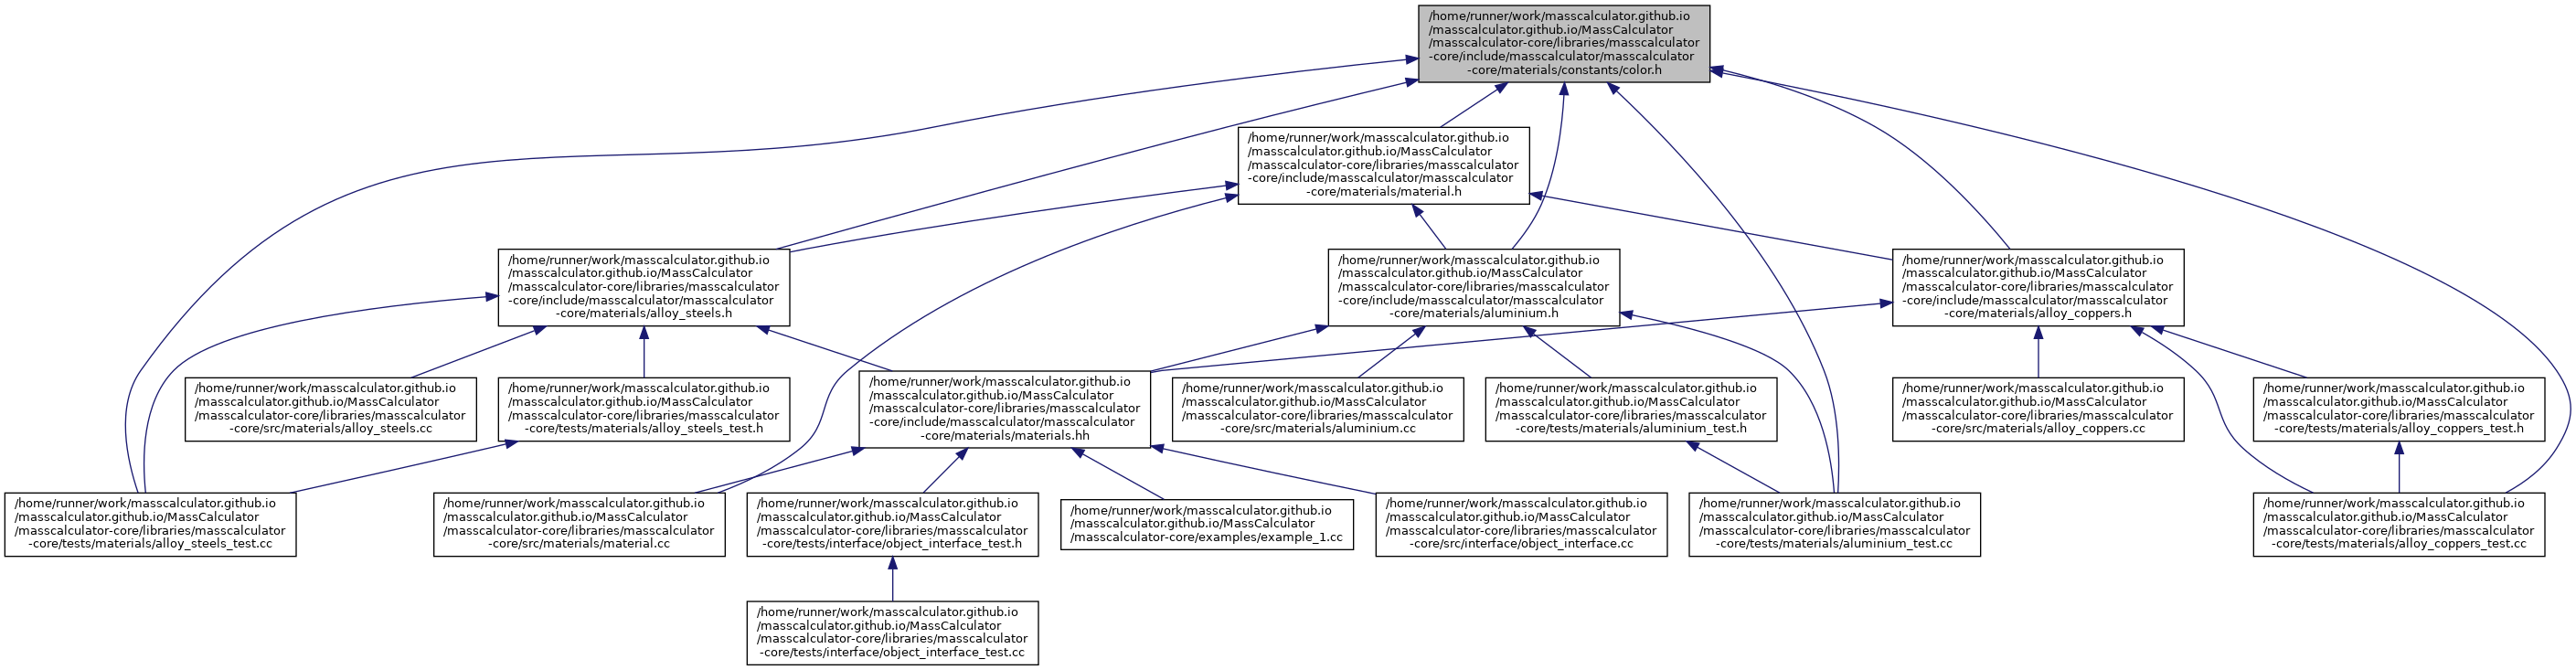 /home/runner/work/masscalculator.github.io
/masscalculator.github.io/MassCalculator
/masscalculator-core/libraries/masscalculator
-core/include/masscalculator/masscalculator
-core/materials/constants/color.h
/home/runner/work/masscalculator.github.io
/masscalculator.github.io/MassCalculator
/masscalculator-core/libraries/masscalculator
-core/include/masscalculator/masscalculator
-core/materials/material.h
/home/runner/work/masscalculator.github.io
/masscalculator.github.io/MassCalculator
/masscalculator-core/libraries/masscalculator
-core/include/masscalculator/masscalculator
-core/materials/alloy_steels.h
/home/runner/work/masscalculator.github.io
/masscalculator.github.io/MassCalculator
/masscalculator-core/libraries/masscalculator
-core/include/masscalculator/masscalculator
-core/materials/aluminium.h
/home/runner/work/masscalculator.github.io
/masscalculator.github.io/MassCalculator
/masscalculator-core/libraries/masscalculator
-core/include/masscalculator/masscalculator
-core/materials/alloy_coppers.h
/home/runner/work/masscalculator.github.io
/masscalculator.github.io/MassCalculator
/masscalculator-core/libraries/masscalculator
-core/src/materials/alloy_steels.cc
/home/runner/work/masscalculator.github.io
/masscalculator.github.io/MassCalculator
/masscalculator-core/libraries/masscalculator
-core/tests/materials/alloy_steels_test.h
/home/runner/work/masscalculator.github.io
/masscalculator.github.io/MassCalculator
/masscalculator-core/libraries/masscalculator
-core/include/masscalculator/masscalculator
-core/materials/materials.hh
/home/runner/work/masscalculator.github.io
/masscalculator.github.io/MassCalculator
/masscalculator-core/libraries/masscalculator
-core/src/materials/aluminium.cc
/home/runner/work/masscalculator.github.io
/masscalculator.github.io/MassCalculator
/masscalculator-core/libraries/masscalculator
-core/tests/materials/aluminium_test.h
/home/runner/work/masscalculator.github.io
/masscalculator.github.io/MassCalculator
/masscalculator-core/libraries/masscalculator
-core/src/materials/alloy_coppers.cc
/home/runner/work/masscalculator.github.io
/masscalculator.github.io/MassCalculator
/masscalculator-core/libraries/masscalculator
-core/tests/materials/alloy_coppers_test.h
/home/runner/work/masscalculator.github.io
/masscalculator.github.io/MassCalculator
/masscalculator-core/libraries/masscalculator
-core/tests/materials/alloy_steels_test.cc
/home/runner/work/masscalculator.github.io
/masscalculator.github.io/MassCalculator
/masscalculator-core/libraries/masscalculator
-core/src/materials/material.cc
/home/runner/work/masscalculator.github.io
/masscalculator.github.io/MassCalculator
/masscalculator-core/libraries/masscalculator
-core/tests/interface/object_interface_test.h
/home/runner/work/masscalculator.github.io
/masscalculator.github.io/MassCalculator
/masscalculator-core/examples/example_1.cc
/home/runner/work/masscalculator.github.io
/masscalculator.github.io/MassCalculator
/masscalculator-core/libraries/masscalculator
-core/src/interface/object_interface.cc
/home/runner/work/masscalculator.github.io
/masscalculator.github.io/MassCalculator
/masscalculator-core/libraries/masscalculator
-core/tests/materials/aluminium_test.cc
/home/runner/work/masscalculator.github.io
/masscalculator.github.io/MassCalculator
/masscalculator-core/libraries/masscalculator
-core/tests/materials/alloy_coppers_test.cc
/home/runner/work/masscalculator.github.io
/masscalculator.github.io/MassCalculator
/masscalculator-core/libraries/masscalculator
-core/tests/interface/object_interface_test.cc